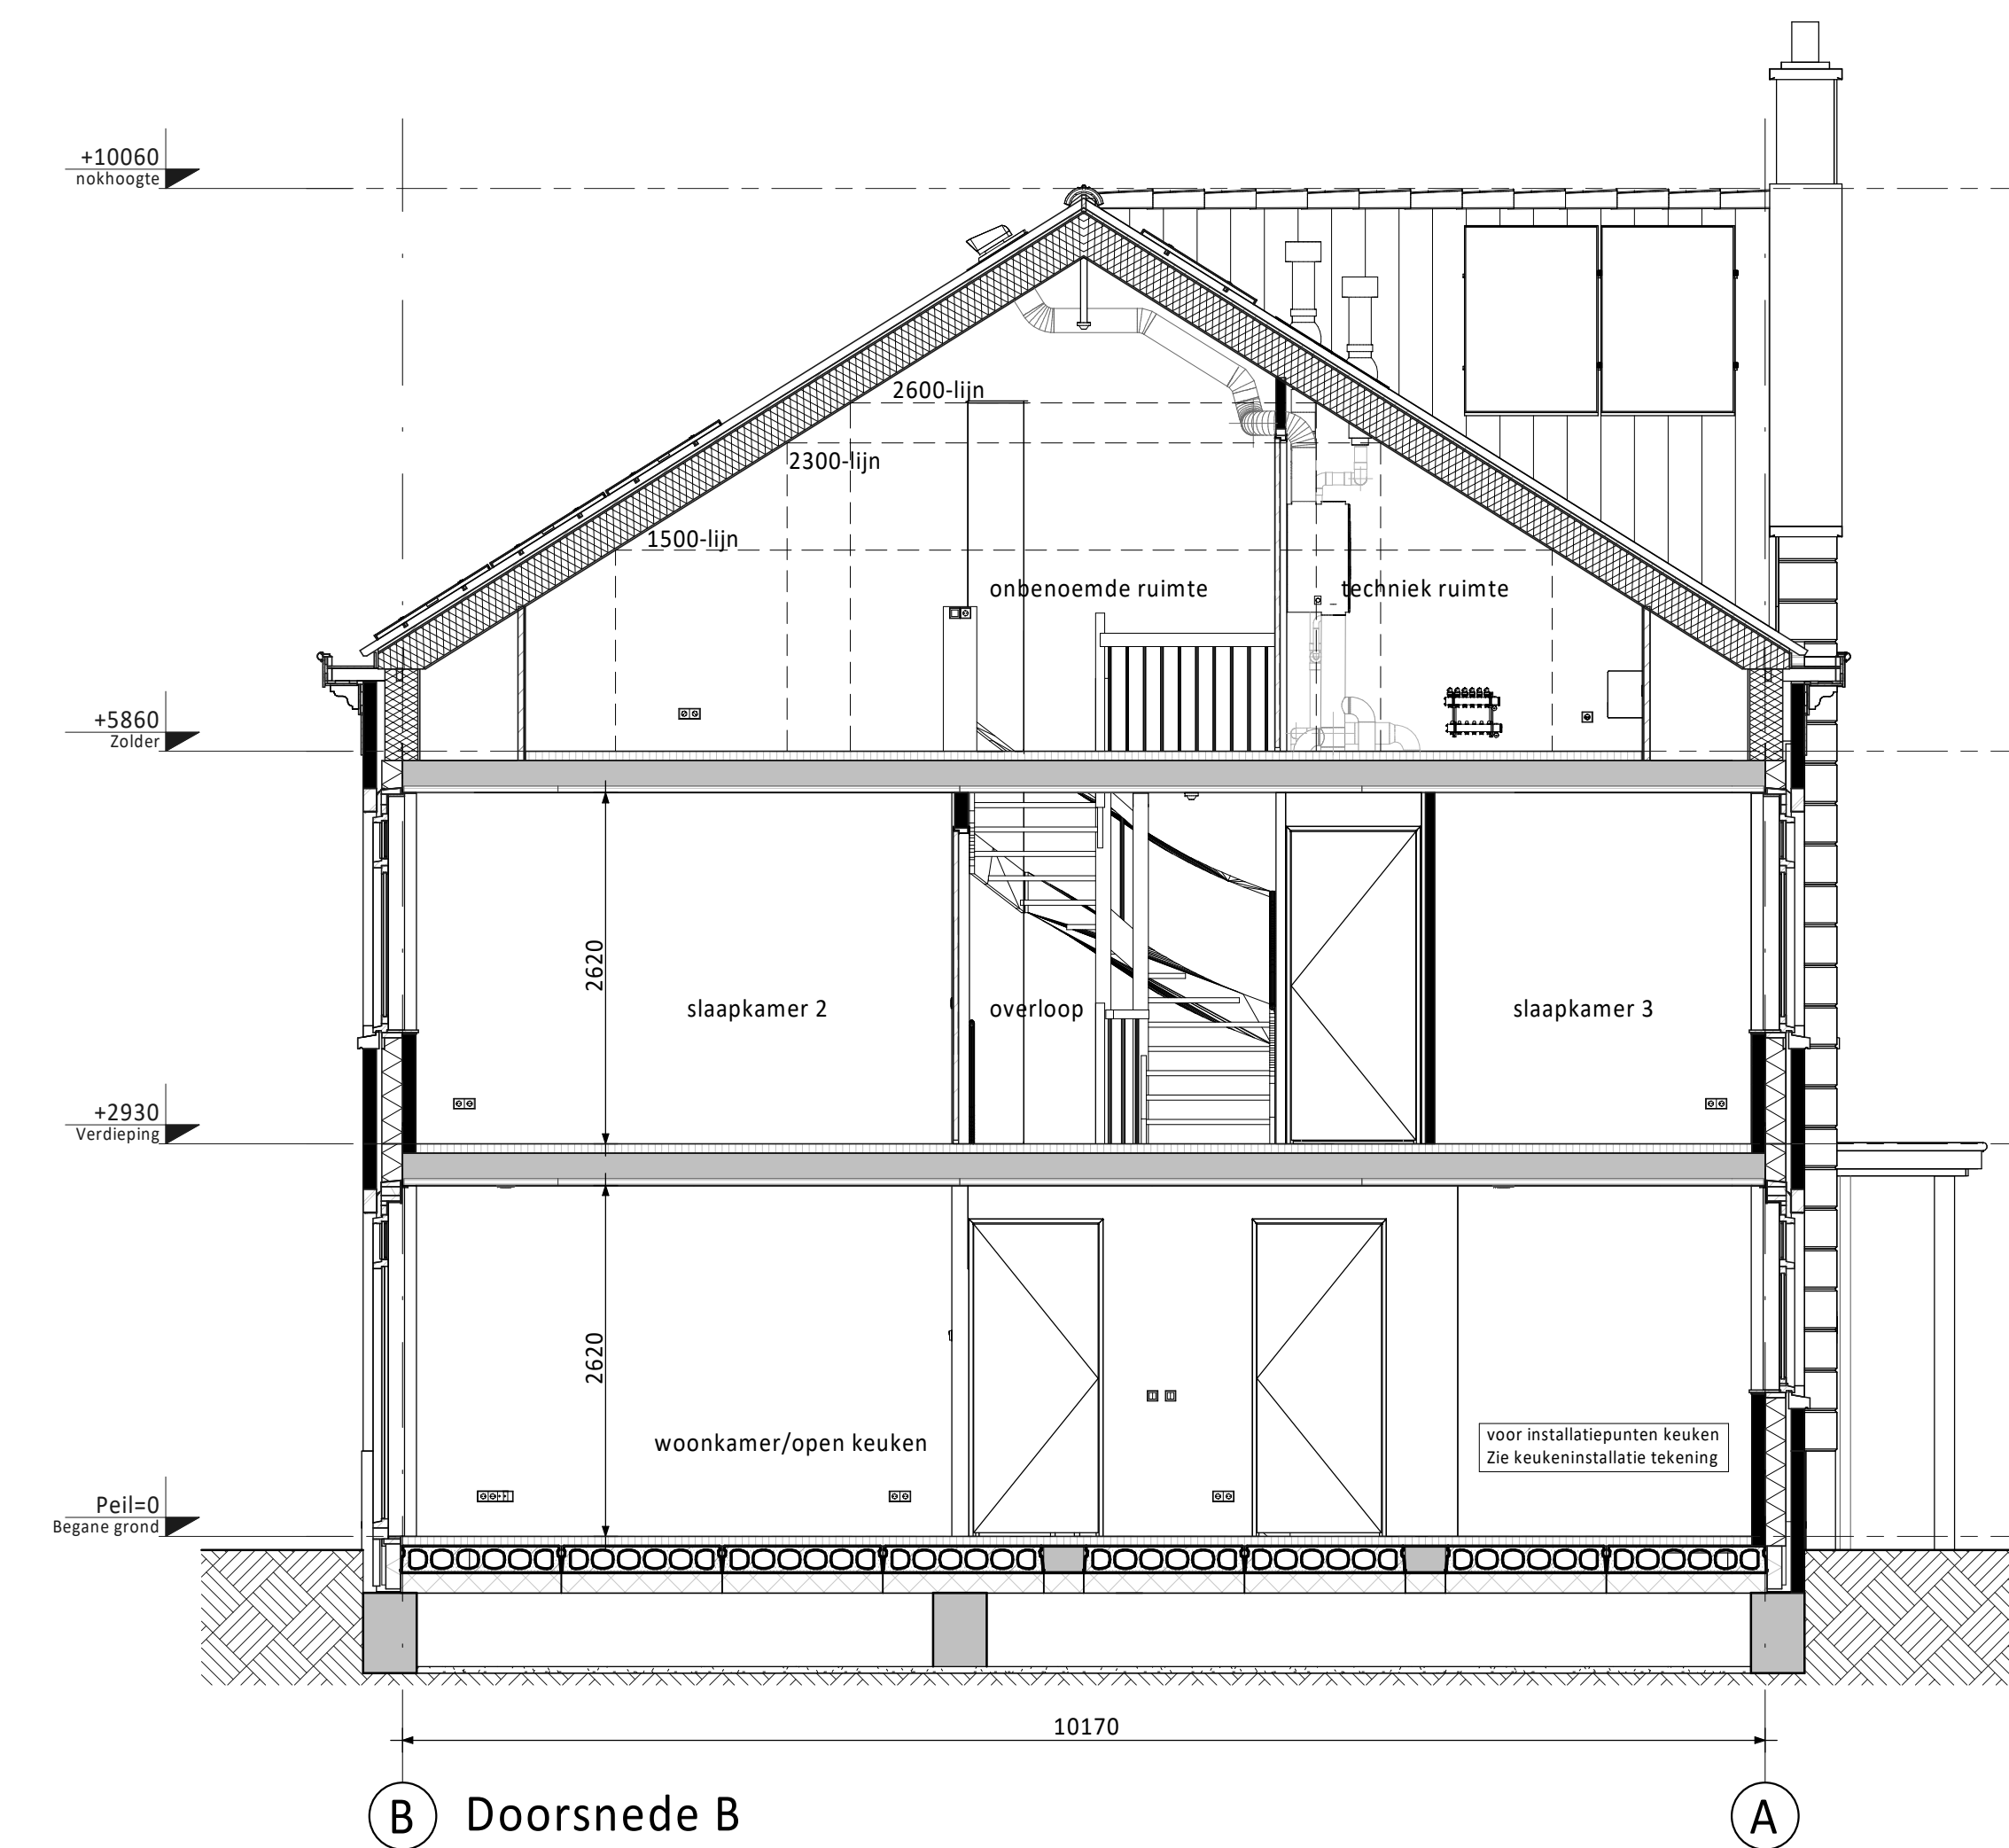 +10060
nokhoogte
2600-lijn
2300-lijn
1500-lijn
onbenoemde ruimte
techniek ruimte
+5860
Zolder
2620
slaapkamer 2
overloop
slaapkamer 3
+2930
Verdieping
2620
woonkamer/open keuken
voor installatiepunten keuken
Zie keukeninstallatie tekening
Peil=0
Begane grond
10170
B
Doorsnede B
A